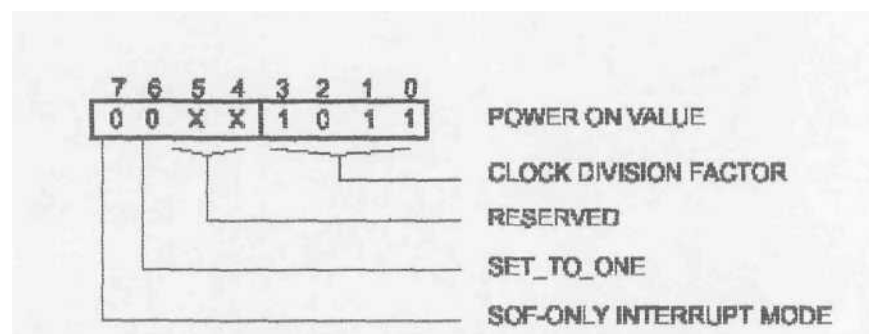 7 6 5 4 3 2 1 0
0 0 X X 1 0 1 1 POWER ON VALUE
CLOCK DIVISION FACTOR
RESERVED
SET_TO_ONE
SOF-ONLY INTERRUPT MODE